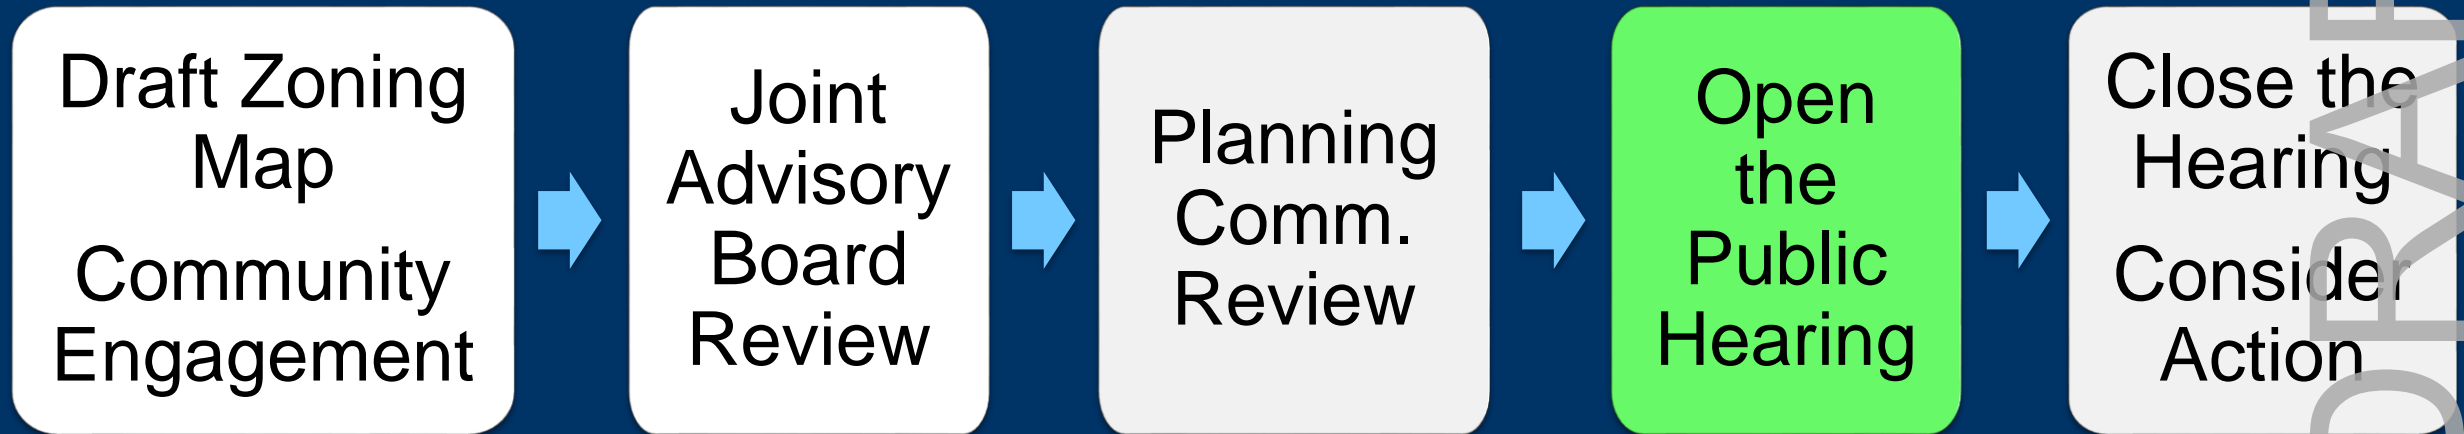 Draft Zoning
Map
Community
Engagement
Joint
Advisory
Board
Review
Planning
Comm.
Review
Open
the
Public
Hearing
Close the
Hearing
Consider
Action